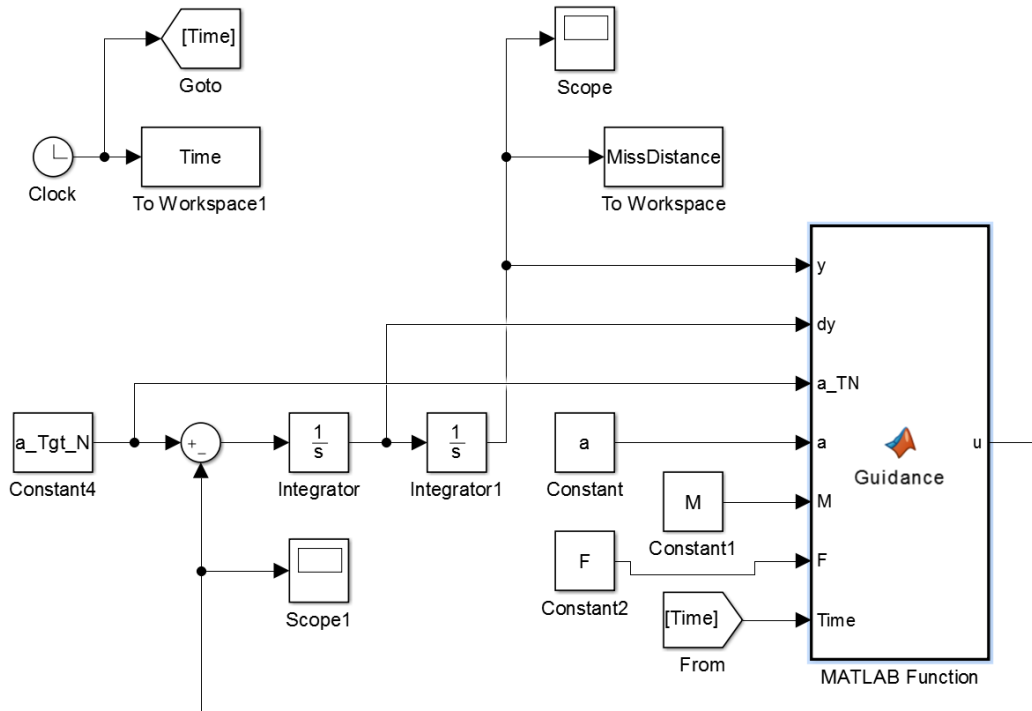 [Time]
Goto
Scope
Time
MissDistance
Clock
To Workspace1
To Workspace
y
dy
a_TN
a_Tgt_N
+
−
1
s
1
s
a
a
u
Guidance
Constant4
Integrator
Integrator1
Constant
M
M
Constant1
F
F
Constant2
Scope1
[Time]
Time
From
MATLAB Function